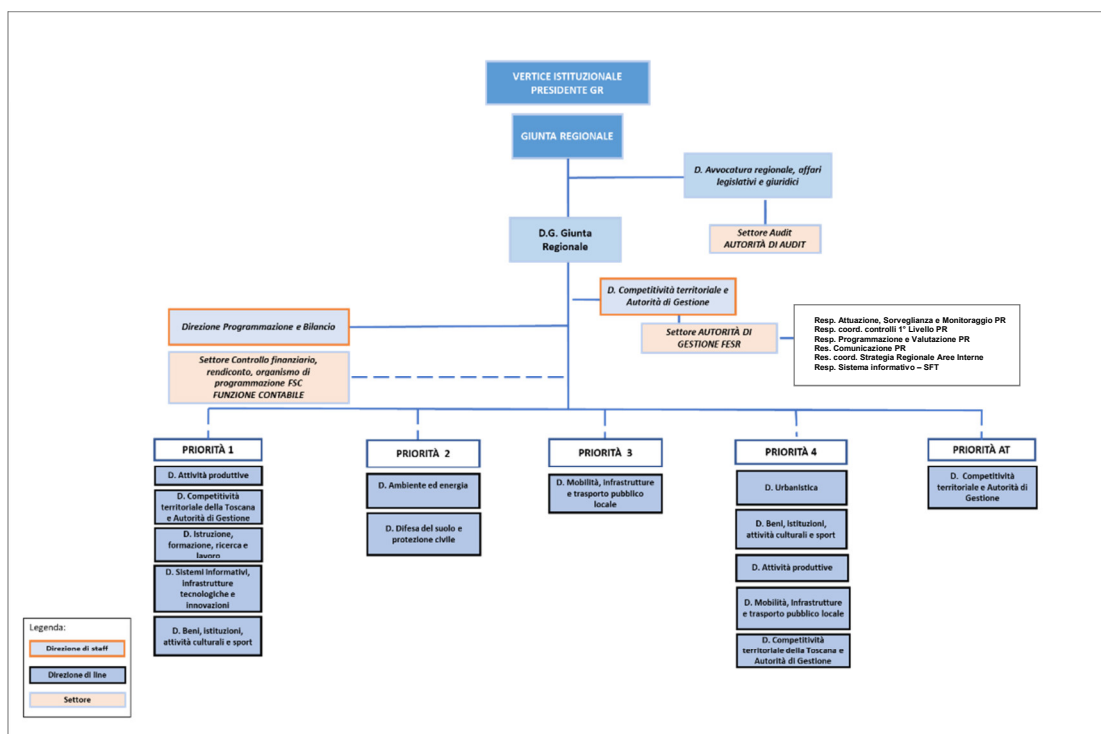 VERTICE ISTITUZIONALE
PRESIDENTE GR
GIUNTA REGIONALE
D. Avvocatura regionale, affari
legislativi e giuridici
D.G. Giunta
Regionale
Settore Audit
AUTORITÀ DI AUDIT
D. Competitività territoriale e
Autorità di Gestione
Direzione Programmazione e Bilancio
Settore AUTORITÀ DI
GESTIONE FESR
Resp. Attuazione, Sorveglianza e Monitoraggio PR
Resp. coord. controlli 1° Livello PR
Resp. Programmazione e Valutazione PR
Res. Comunicazione PR
Res. coord. Strategia Regionale Aree Interne
Resp. Sistema informativo – SFT
Settore Controllo finanziario,
rendiconto, organismo di
programmazione FSC
FUNZIONE CONTABILE
PRIORITÀ 1
D. Attività produttive
D. Competitività
territoriale della Toscana
e Autorità di Gestione
D. Istruzione,
formazione, ricerca e
lavoro
D. Sistemi informativi,
infrastrutture
tecnologiche e
innovazioni
D. Beni, istituzioni,
attività culturali e sport
PRIORITÀ 2
D. Ambiente ed energia
D. Difesa del suolo e
protezione civile
PRIORITÀ 3
D. Mobilità, infrastrutture
e trasporto pubblico
locale
PRIORITÀ 4
D. Urbanistica
D. Beni, istituzioni,
attività culturali e sport
D. Attività produttive
D. Mobilità, infrastrutture
e trasporto pubblico locale
D. Competitività
territoriale della Toscana e
Autorità di Gestione
PRIORITÀ AT
D. Competitività
territoriale e Autorità di
Gestione
Legenda:
Direzione di staff
Direzione di line
Settore